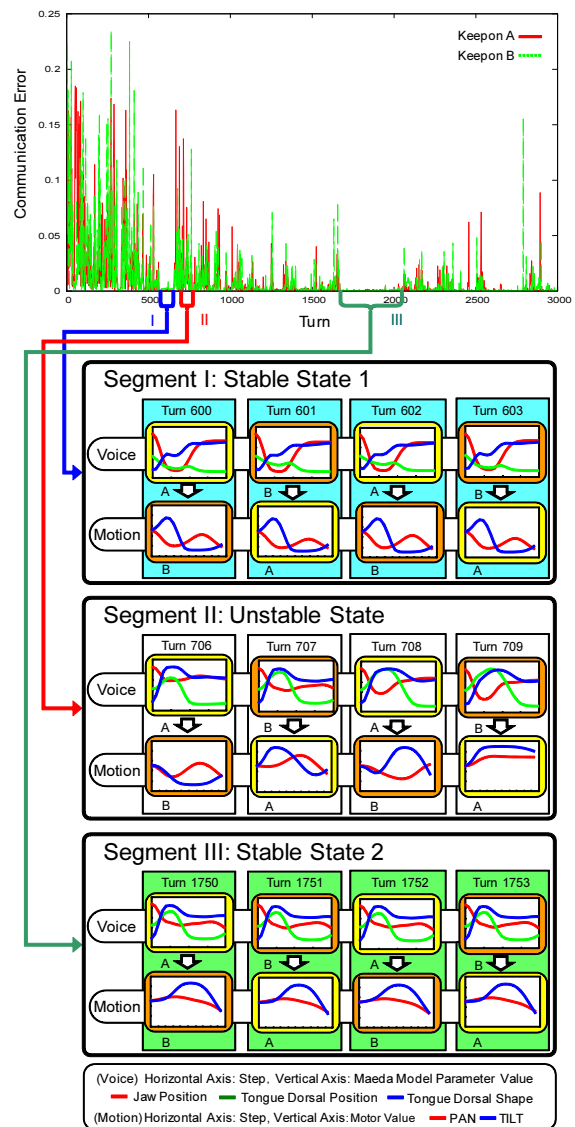 Keepon A
Keepon B
Communication Error
0.25
0.2
0.15
0.1
0.05
0
0 500 1000 1500 2000 2500 3000
I II Turn III
Segment I: Stable State 1
Turn 600 Turn 601 Turn 602 Turn 603
Voice
A B A B
Motion
B A B A
Segment II: Unstable State
Turn 706 Turn 707 Turn 708 Turn 709
Voice
A B A B
Motion
B A B A
Segment III: Stable State 2
Turn 1750 Turn 1751 Turn 1752 Turn 1753
Voice
A B A B
Motion
B A B A
(Voice) Horizontal Axis: Step, Vertical Axis: Maeda Model Parameter Value
Jaw Position Tongue Dorsal Position Tongue Dorsal Shape
(Motion) Horizontal Axis: Step, Vertical Axis: Motor Value PAN TILT